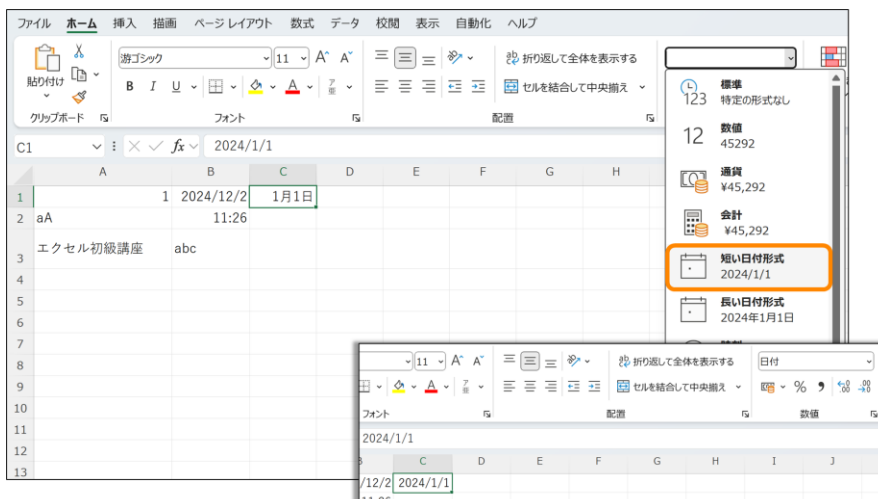 ファイル ホーム 挿入 描画 ページ レイアウト 数式 データ 校閲 表示 自動化 ヘルプ
貼り付け
游ゴシック 11 A^ A˅
折り返して全体を表示する
B I U A ア亜
セルを結合して中央揃え
クリップボード フォント 配置
C1 fx 2024/1/1
A B C D E F G H
1 1 2024/12/2 1月1日
2 aA 11:26
3 エクセル初級講座 abc
4
5
6
7
8
9
10
11
12
13
標準
123 特定の形式なし
数値
12 45292
通貨
¥45,292
会計
¥45,292
短い日付形式
2024/1/1
長い日付形式
2024年1月1日
11 A^ A˅ ab 折り返して全体を表示する 日付
A ア亜 セルを結合して中央揃え %
フォント 配置 数値
2024/1/1
C D E F G H I J
/12/2 2024/1/1